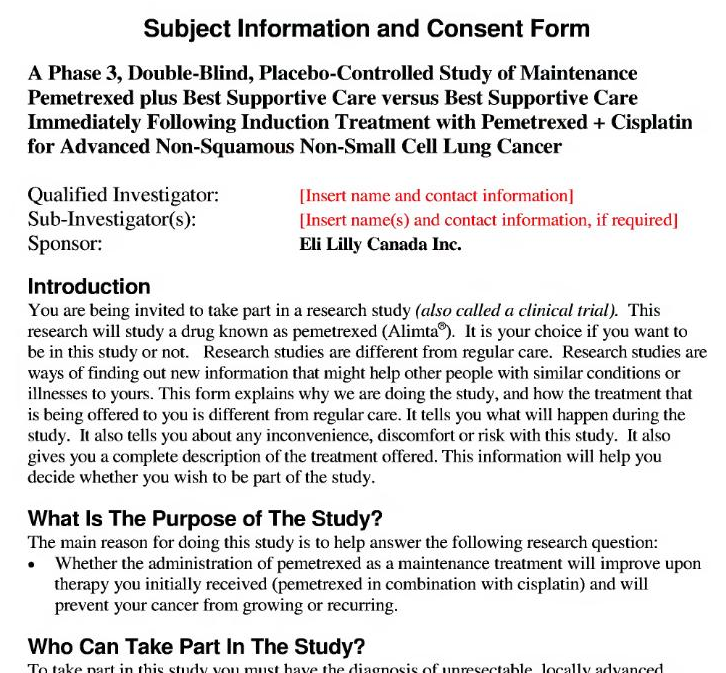 Subject Information and Consent Form
A Phase 3, Double-Blind, Placebo-Controlled Study of Maintenance
Pemetrexed plus Best Supportive Care versus Best Supportive Care
Immediately Following Induction Treatment with Pemetrexed + Cisplatin
for Advanced Non-Squamous Non-Small Cell Lung Cancer
Qualified Investigator: [Insert name and contact information]
Sub-Investigator(s): [Insert name(s) and contact information, if required]
Sponsor: Eli Lilly Canada Inc.
Introduction
You are being invited to take part in a research study (also called a clinical trial). This
research will study a drug known as pemetrexed (Alimta®). It is your choice if you want to
be in this study or not. Research studies are different from regular care. Research studies are
ways of finding out new information that might help other people with similar conditions or
illnesses to yours. This form explains why we are doing the study, and how the treatment that
is being offered to you is different from regular care. It tells you what will happen during the
study. It also tells you about any inconvenience, discomfort or risk with this study. It also
gives you a complete description of the treatment offered. This information will help you
decide whether you wish to be part of the study.
What Is The Purpose of The Study?
The main reason for doing this study is to help answer the following research question:
• Whether the administration of pemetrexed as a maintenance treatment will improve upon
therapy you initially received (pemetrexed in combination with cisplatin) and will
prevent your cancer from growing or recurring.
Who Can Take Part In The Study?
To take part in this study you must have the diagnosis of unresectable, locally advanced